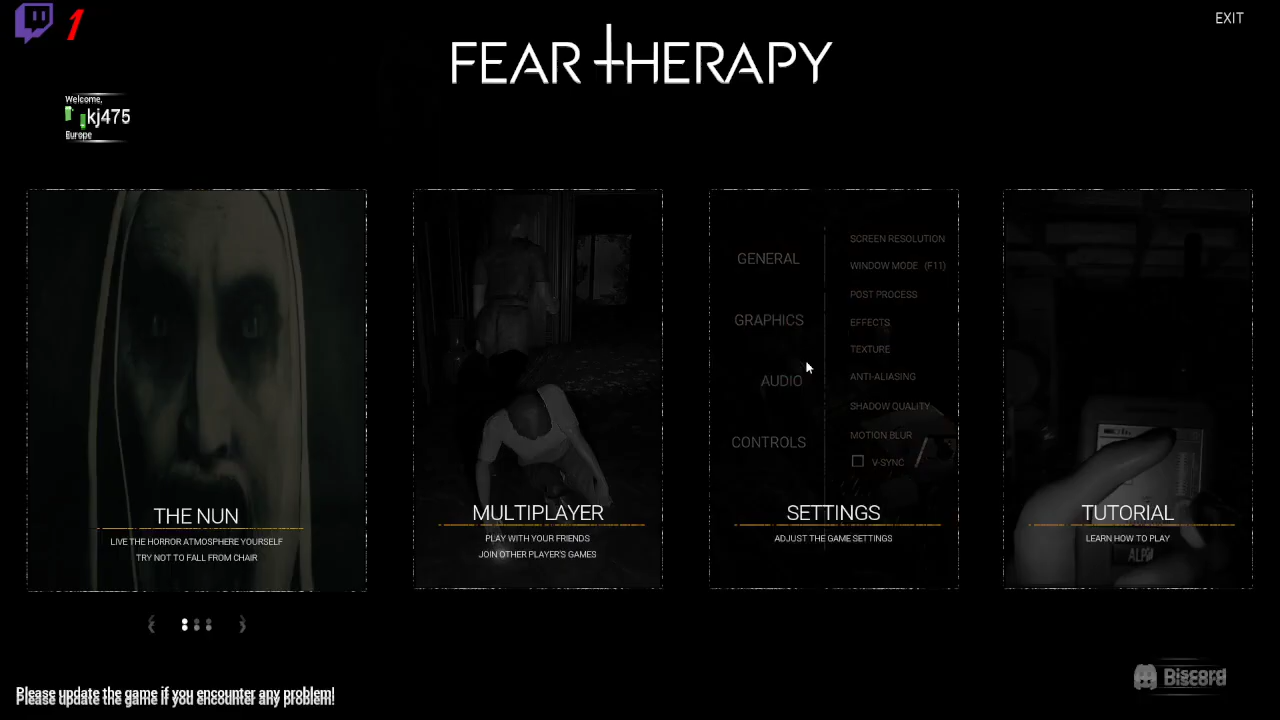 1
EXIT
FEAR THERAPY
Welcome,
kj475
Europe
GENERAL
GRAPHICS
AUDIO
CONTROLS
SCREEN RESOLUTION
WINDOW MODE (F11)
POST PROCESS
EFFECTS
TEXTURE
ANTI-ALIASING
SHADOW QUALITY
MOTION BLUR
V-SYNC
THE NUN
LIVE THE HORROR ATMOSPHERE YOURSELF
TRY NOT TO FALL FROM CHAIR
MULTIPLAYER
PLAY WITH YOUR FRIENDS
JOIN OTHER PLAYER'S GAMES
SETTINGS
ADJUST THE GAME SETTINGS
TUTORIAL
LEARN HOW TO PLAY
Please update the game if you encounter any problem!
Discord